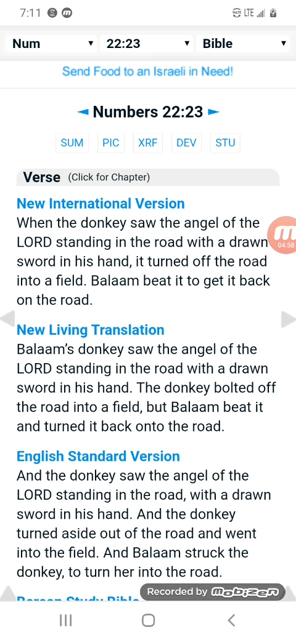 7:11
LTE
Num ▼ 22:23 ▼ Bible ▼
Send Food to an Israeli in Need!
◄ Numbers 22:23 ►
SUM PIC XRF DEV STU
Verse (Click for Chapter)
New International Version
When the donkey saw the angel of the
LORD standing in the road with a drawn
sword in his hand, it turned off the road
into a field. Balaam beat it to get it back
on the road.
04:58
New Living Translation
Balaam’s donkey saw the angel of the
LORD standing in the road with a drawn
sword in his hand. The donkey bolted off
the road into a field, but Balaam beat it
and turned it back onto the road.
English Standard Version
And the donkey saw the angel of the
LORD standing in the road, with a drawn
sword in his hand. And the donkey
turned aside out of the road and went
into the field. And Balaam struck the
donkey, to turn her into the road.
Berean Study Bible
Recorded by mobizen